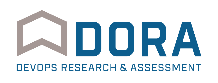 DORA
DEVOPS RESEARCH & ASSESSMENT